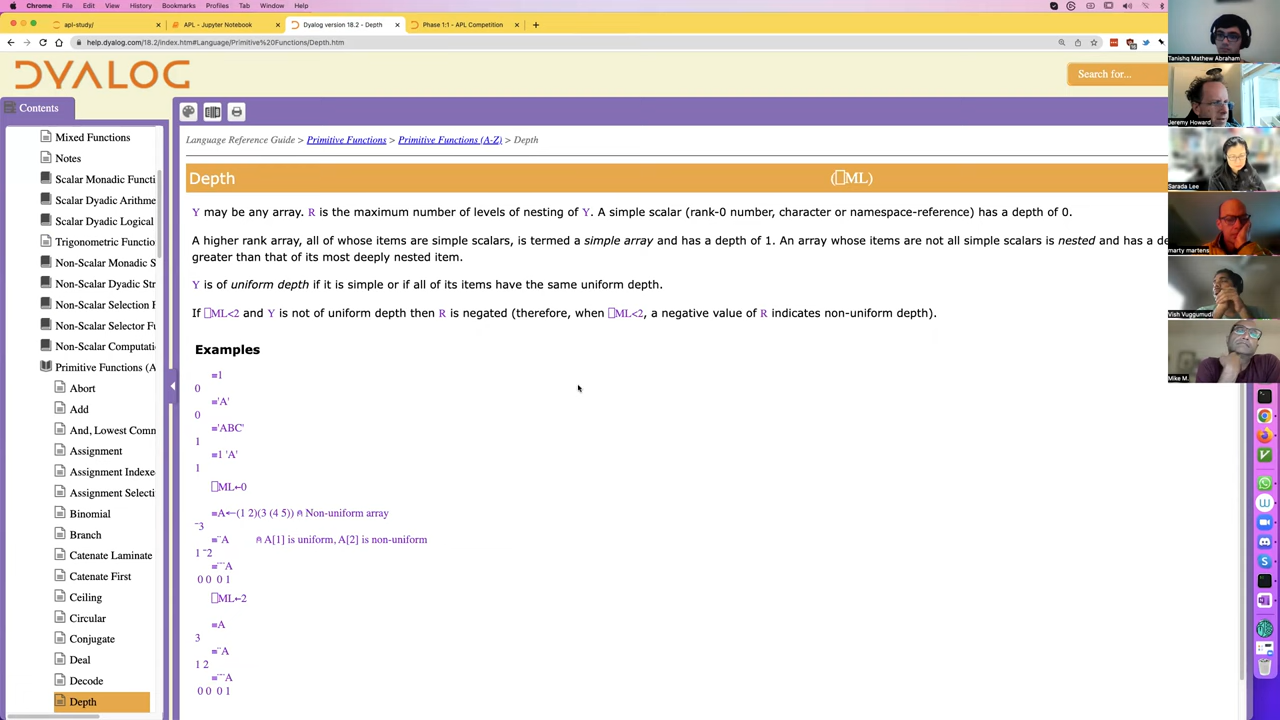 Chrome File Edit View History Bookmarks Profiles Tab Window Help
apl-study/ APL - Jupyter Notebook Dyalog version 18.2 - Depth Phase 1:1 - APL Competition
help.dyalog.com/18.2/index.htm#Language/Primitive%20Functions/Depth.htm
DYALOG
Search for...
Contents
Mixed Functions
Notes
Scalar Monadic Functi
Scalar Dyadic Arithme
Scalar Dyadic Logical
Trigonometric Functio
Non-Scalar Monadic S
Non-Scalar Dyadic Str
Non-Scalar Selection F
Non-Scalar Selector Fu
Non-Scalar Computati
Primitive Functions (A
Abort
Add
And, Lowest Comm
Assignment
Assignment Indexe
Assignment Selecti
Binomial
Branch
Catenate Laminate
Catenate First
Ceiling
Circular
Conjugate
Deal
Decode
Depth
Language Reference Guide > Primitive Functions > Primitive Functions (A-Z) > Depth
Depth (⎕ML)
Y may be any array. R is the maximum number of levels of nesting of Y. A simple scalar (rank-0 number, character or namespace-reference) has a depth of 0.
A higher rank array, all of whose items are simple scalars, is termed a simple array and has a depth of 1. An array whose items are not all simple scalars is nested and has a de
greater than that of its most deeply nested item.
Y is of uniform depth if it is simple or if all of its items have the same uniform depth.
If ⎕ML<2 and Y is not of uniform depth then R is negated (therefore, when ⎕ML<2, a negative value of R indicates non-uniform depth).
Examples
≡1
0
≡'A'
0
≡'ABC'
1
≡1 'A'
1
⎕ML←0
≡A←(1 2)(3 (4 5)) ⍝ Non-uniform array
¯3
≡¨A ⍝ A[1] is uniform, A[2] is non-uniform
1 ¯2
≡¨¨A
0 0 0 1
⎕ML←2
≡A
3
≡¨A
1 2
≡¨¨A
0 0 0 1
Tanishq Mathew Abraham
Jeremy Howard
Sarada Lee
marty martens
Vish Vuggumudi
Mike M.